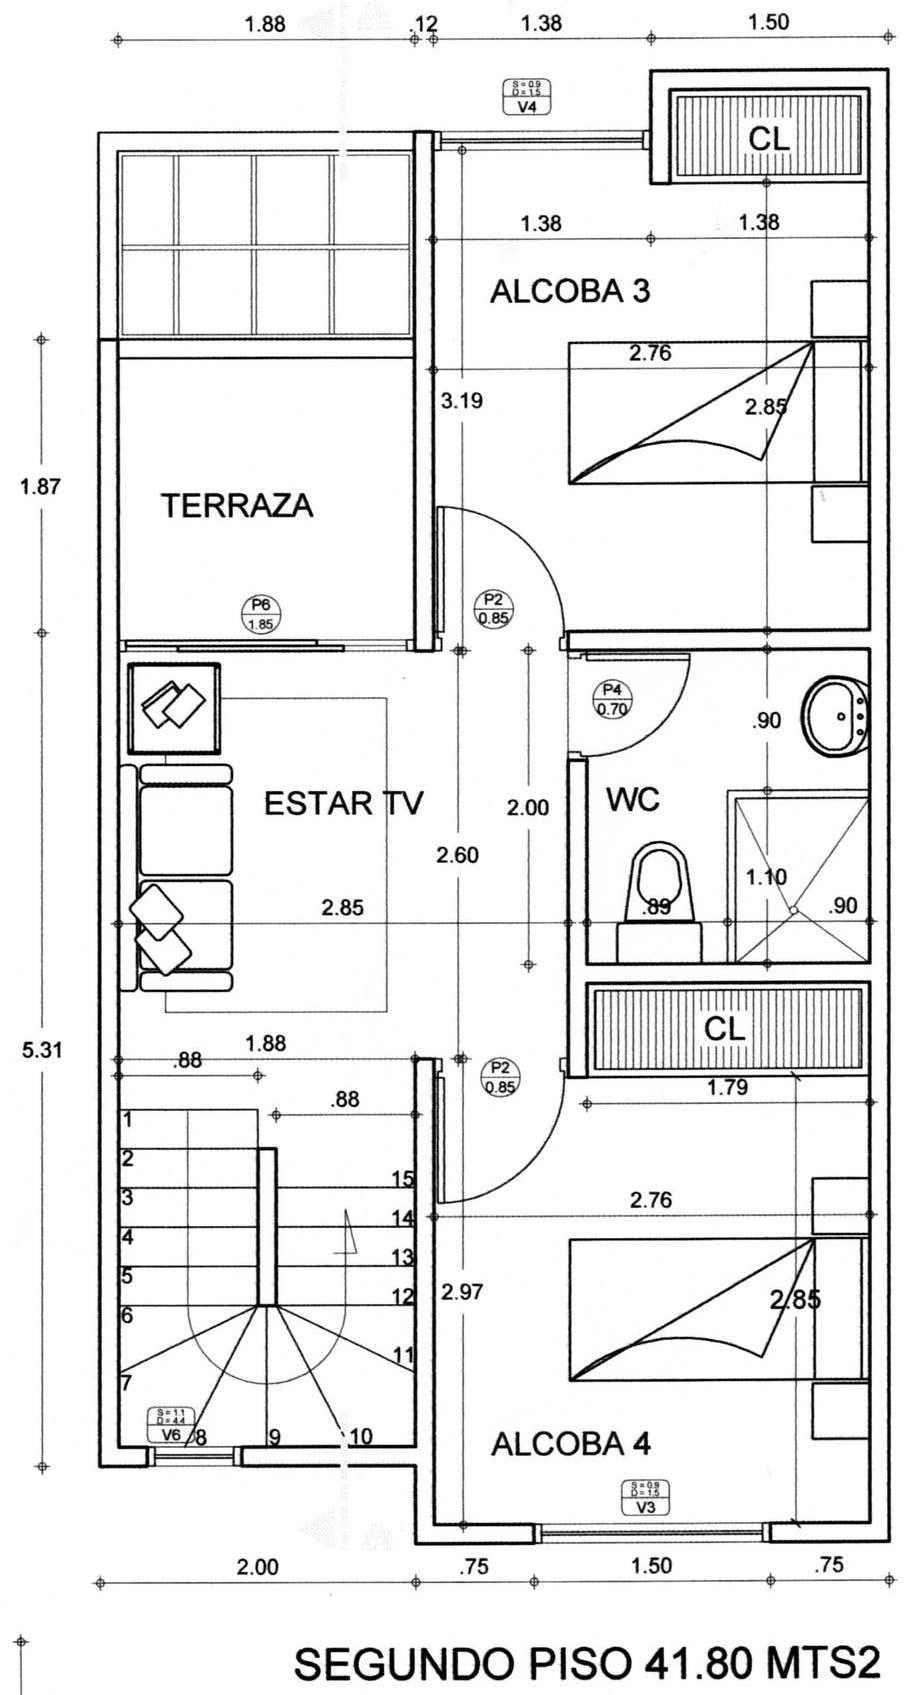 1.88 .12 1.38 1.50
S = 0.9
D = 1.5
V4
CL
1.38 1.38
ALCOBA 3
2.76
3.19
2.85
1.87
TERRAZA
P6
1.85
P2
0.85
P4
0.70
.90
ESTAR TV
WC
2.00
2.60
1.10
2.85
.89
.90
CL
5.31
1.88
.88
P2
0.85
1.79
.88
1
2
15
3
14
4
13
5
12
6
11
7
2.76
2.97
2.85
S = 1.1
D = 4.4
V6
8
9
10
ALCOBA 4
S = 0.9
D = 1.5
V3
2.00 .75 1.50 .75
SEGUNDO PISO 41.80 MTS2